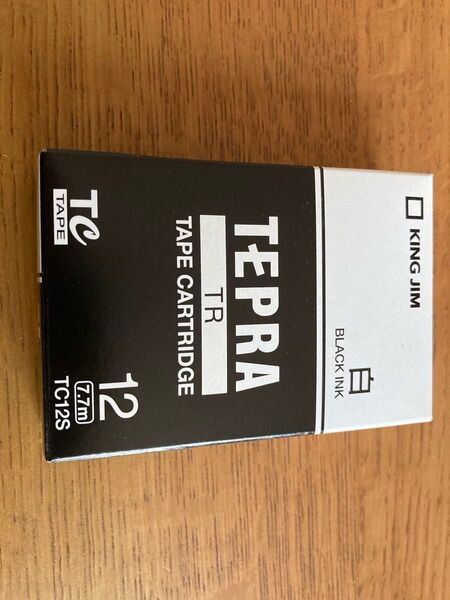 KING JIM
白
BLACK INK
TEPRA
TR
TAPE CARTRIDGE
TC
TAPE
12
7.7m
TC12S